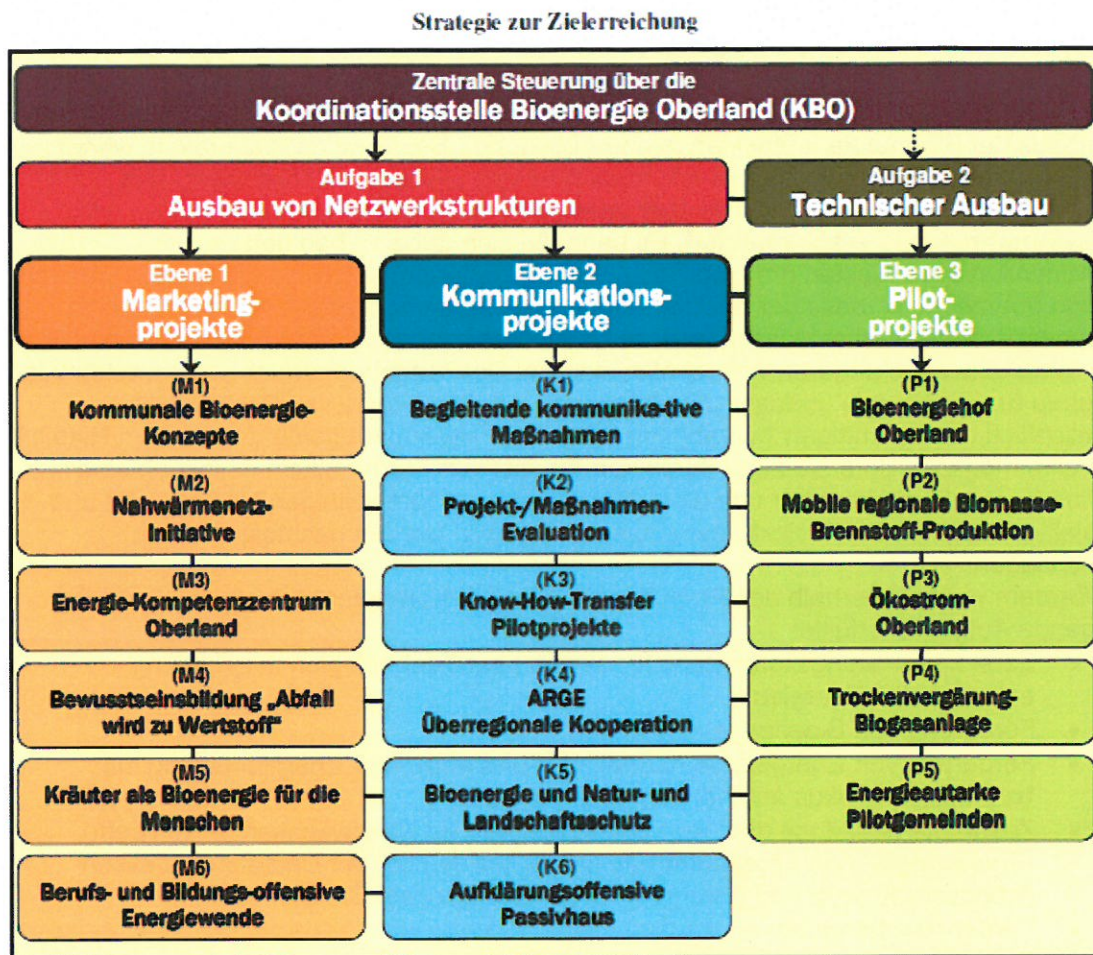 Strategie zur Zielerreichung
Zentrale Steuerung über die
Koordinationsstelle Bioenergie Oberland (KBO)
Aufgabe 1
Ausbau von Netzwerkstrukturen
Aufgabe 2
Technischer Ausbau
Ebene 1
Marketing-
projekte
Ebene 2
Kommunikations-
projekte
Ebene 3
Pilot-
projekte
(M1)
Kommunale Bioenergie-
Konzepte
(K1)
Begleitende kommunika-tive
Maßnahmen
(P1)
Bioenergiehof
Oberland
(M2)
Nahwärmenetz-
Initiative
(K2)
Projekt-/Maßnahmen-
Evaluation
(P2)
Mobile regionale Biomasse-
Brennstoff-Produktion
(M3)
Energie-Kompetenzzentrum
Oberland
(K3)
Know-How-Transfer
Pilotprojekte
(P3)
Ökostrom-
Oberland
(M4)
Bewusstseinsbildung „Abfall
wird zu Wertstoff“
(K4)
ARGE
Überregionale Kooperation
(P4)
Trockenvergärung-
Biogasanlage
(M5)
Kräuter als Bioenergie für die
Menschen
(K5)
Bioenergie und Natur- und
Landschaftsschutz
(P5)
Energieautarke
Pilotgemeinden
(M6)
Berufs- und Bildungs-offensive
Energiewende
(K6)
Aufklärungsoffensive
Passivhaus